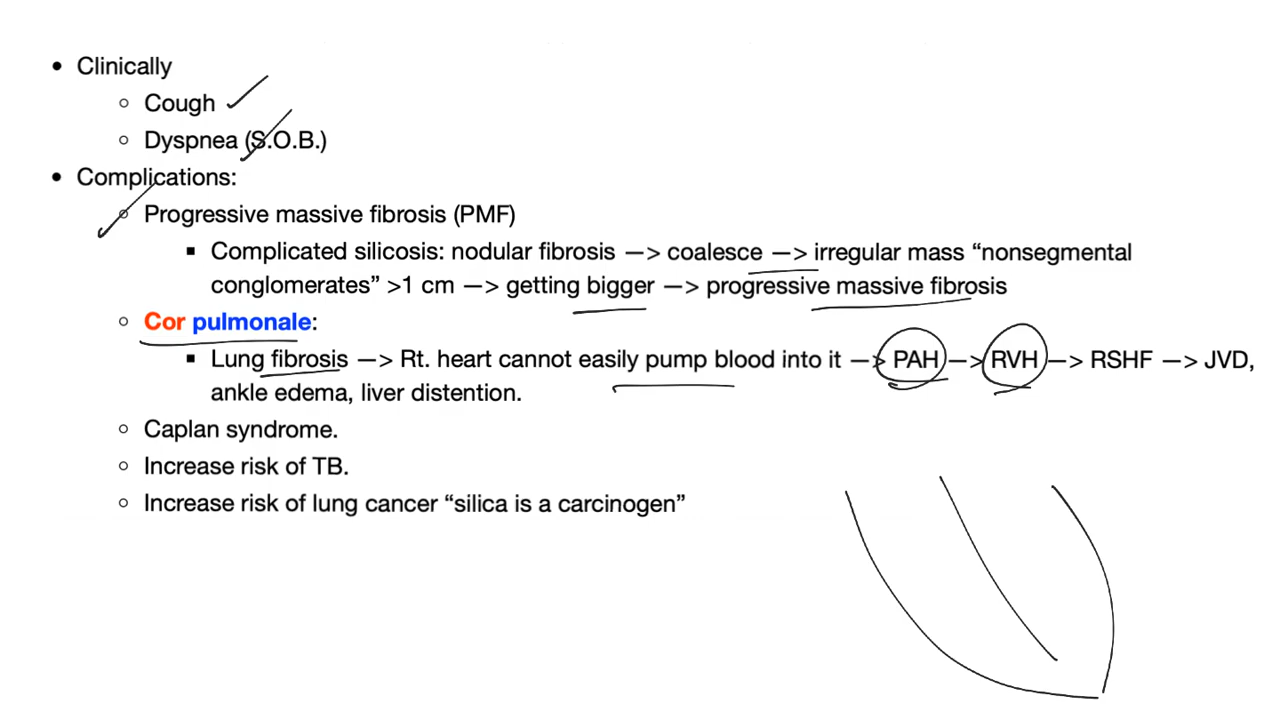 • Clinically
○ Cough
○ Dyspnea (S.O.B.)
• Complications:
○ Progressive massive fibrosis (PMF)
▪ Complicated silicosis: nodular fibrosis —> coalesce —> irregular mass “nonsegmental
conglomerates” >1 cm —> getting bigger —> progressive massive fibrosis
○ Cor pulmonale:
▪ Lung fibrosis —> Rt. heart cannot easily pump blood into it —> PAH —> RVH —> RSHF —> JVD,
ankle edema, liver distention.
○ Caplan syndrome.
○ Increase risk of TB.
○ Increase risk of lung cancer “silica is a carcinogen”